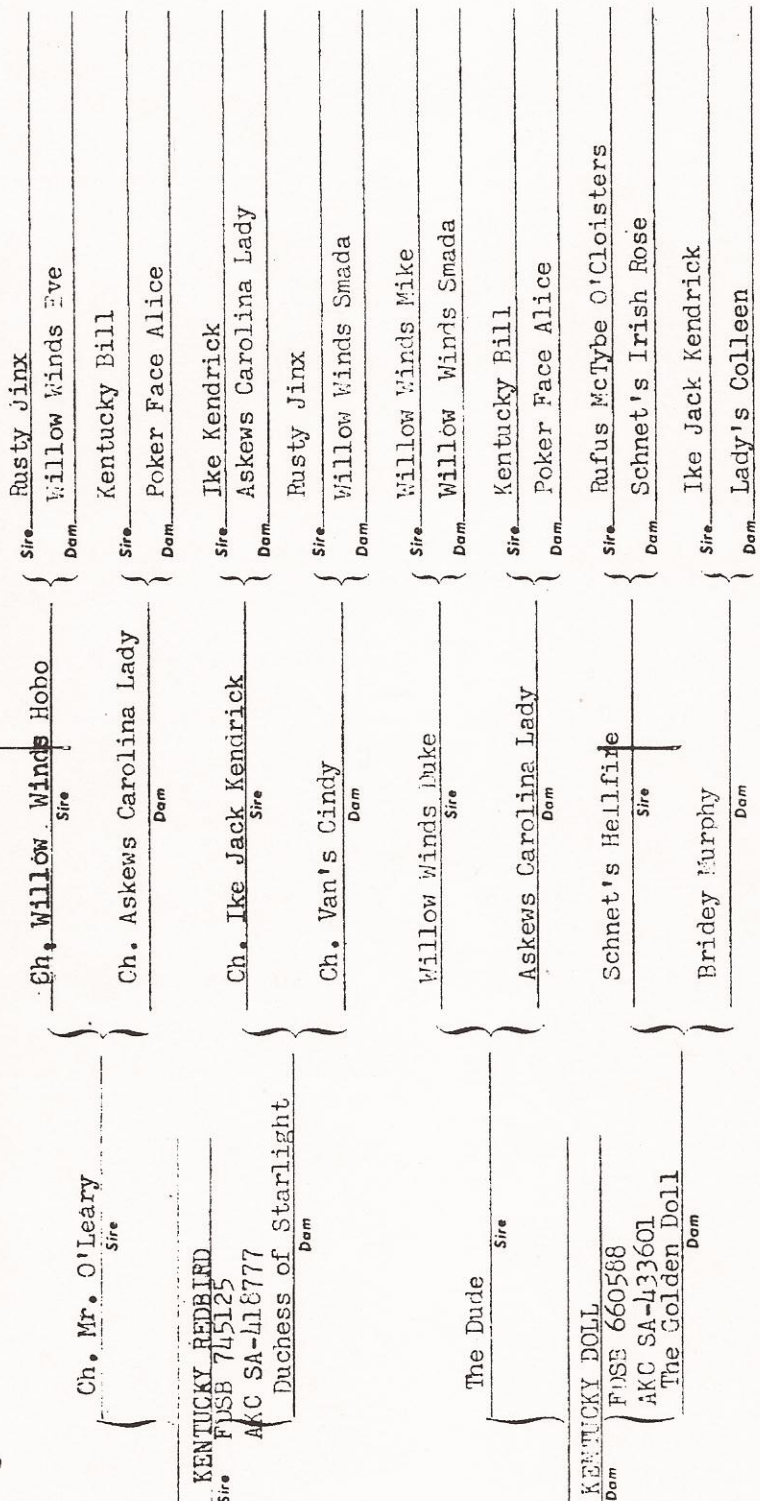 KENTUCKY REDBIRD
Sire FDSB 745125
AKC SA-418777
Ch. Mr. O'Leary
Sire
Duchess of Starlight
Dam
Ch. Willow Winds Hobo
Sire
Ch. Askews Carolina Lady
Dam
Ch. Ike Jack Kendrick
Sire
Ch. Van's Cindy
Dam
Sire Rusty Jinx
Dam Willow Winds Eve
Sire Kentucky Bill
Dam Poker Face Alice
Sire Ike Kendrick
Dam Askews Carolina Lady
Sire Rusty Jinx
Dam Willow Winds Smada
KENTUCKY DOLL
Dam FDSB 660588
AKC SA-433601
The Dude
Sire
The Golden Doll
Dam
Willow Winds Duke
Sire
Askews Carolina Lady
Dam
Schnet's Hellfire
Sire
Bridey Murphy
Dam
Sire Willow Winds Mike
Dam Willow Winds Smada
Sire Kentucky Bill
Dam Poker Face Alice
Sire Rufus McTybe O'Cloisters
Dam Schnet's Irish Rose
Sire Ike Jack Kendrick
Dam Lady's Colleen